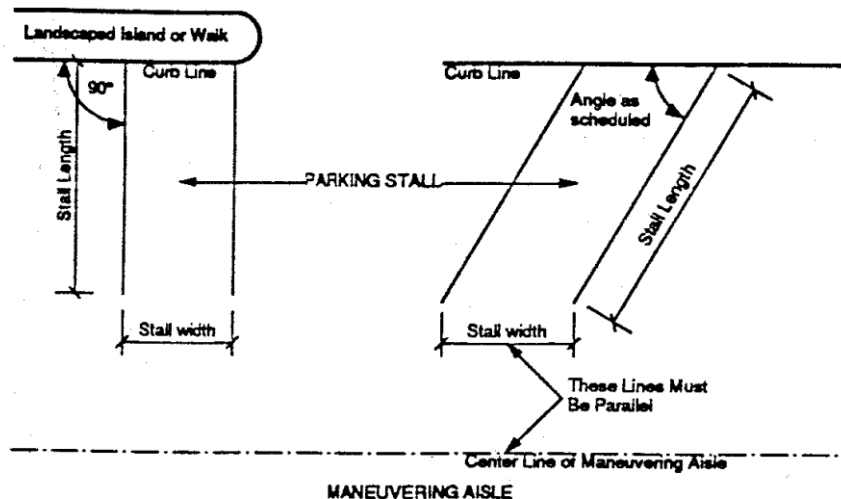 Landscaped Island or Walk
Curb Line
Curb Line
90°
Angle as
scheduled
Stall Length
PARKING STALL
Stall Length
Stall width
Stall width
These Lines Must
Be Parallel
Center Line of Maneuvering Aisle
MANEUVERING AISLE